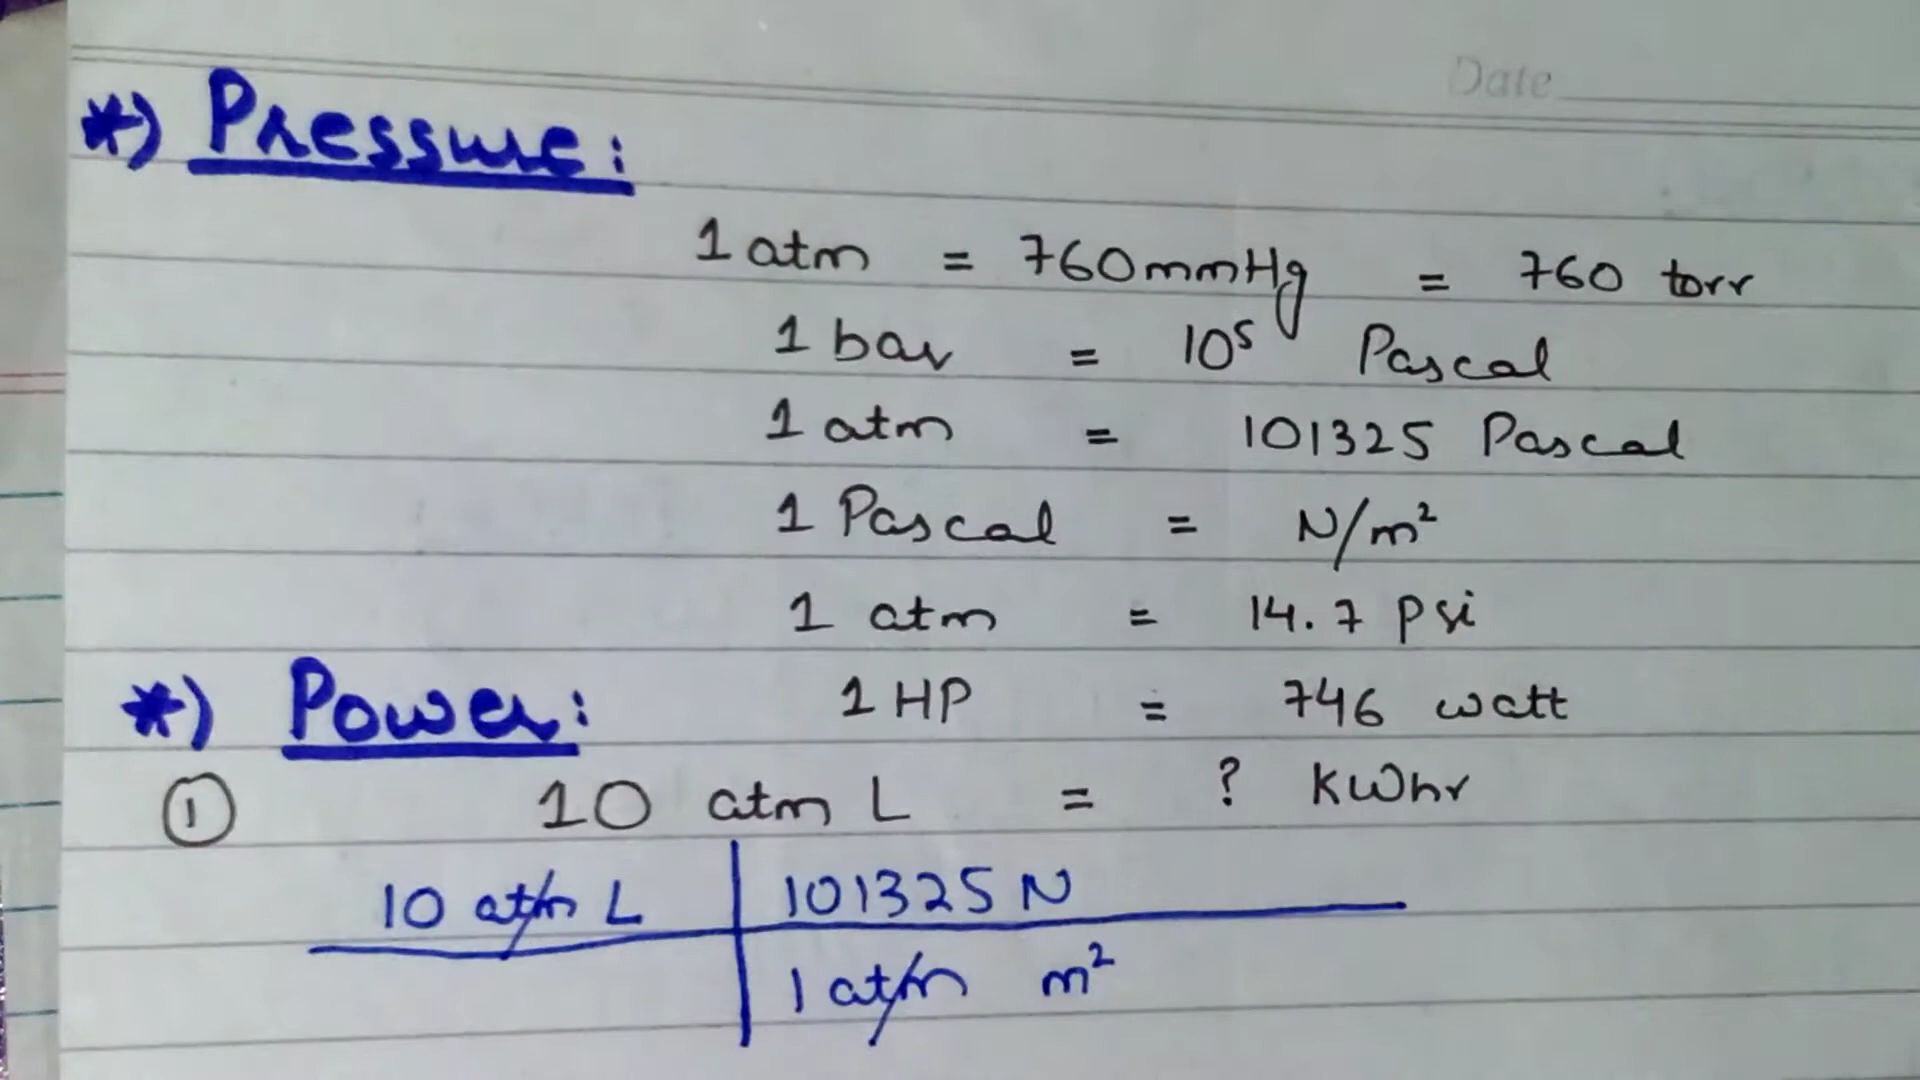 Date
*) Pressure:
1 atm = 760mmHg = 760 torr
1 bar = 10⁵ Pascal
1 atm = 101325 Pascal
1 Pascal = N/m²
1 atm = 14.7 psi
*) Power: 1 HP = 746 watt
① 10 atm L = ? kWhr
10 atm L | 101325 N
1 atm m²